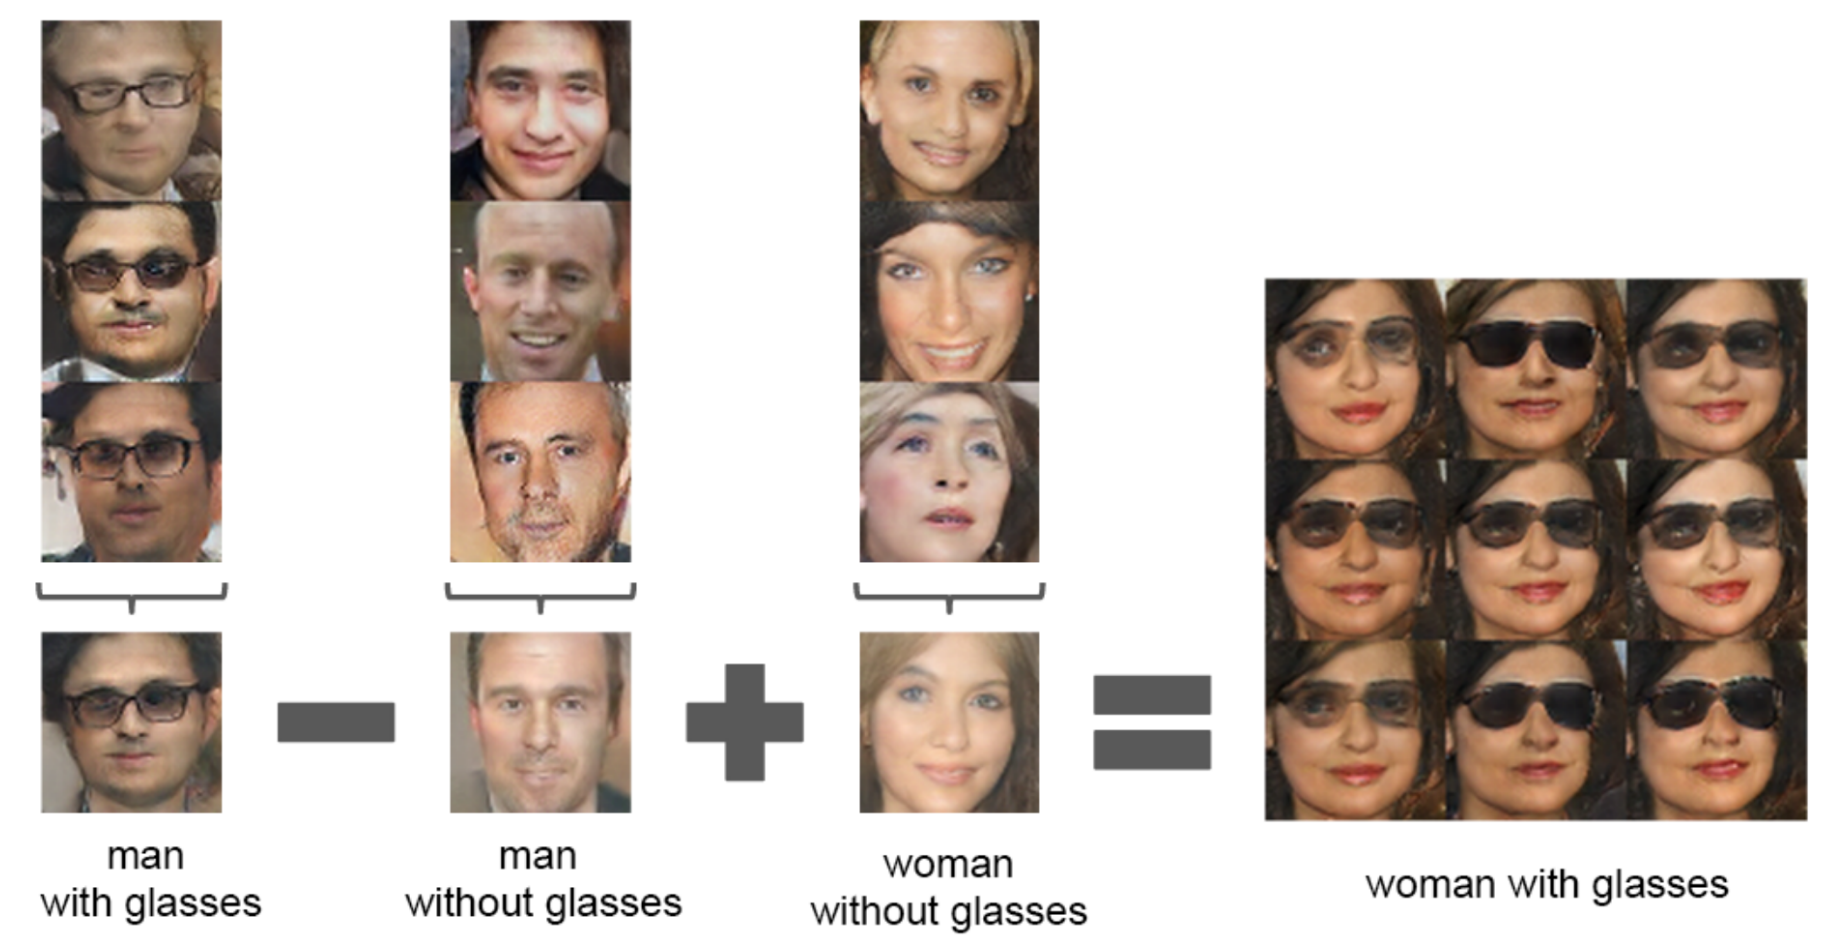 man
with glasses
man
without glasses
woman
without glasses
woman with glasses